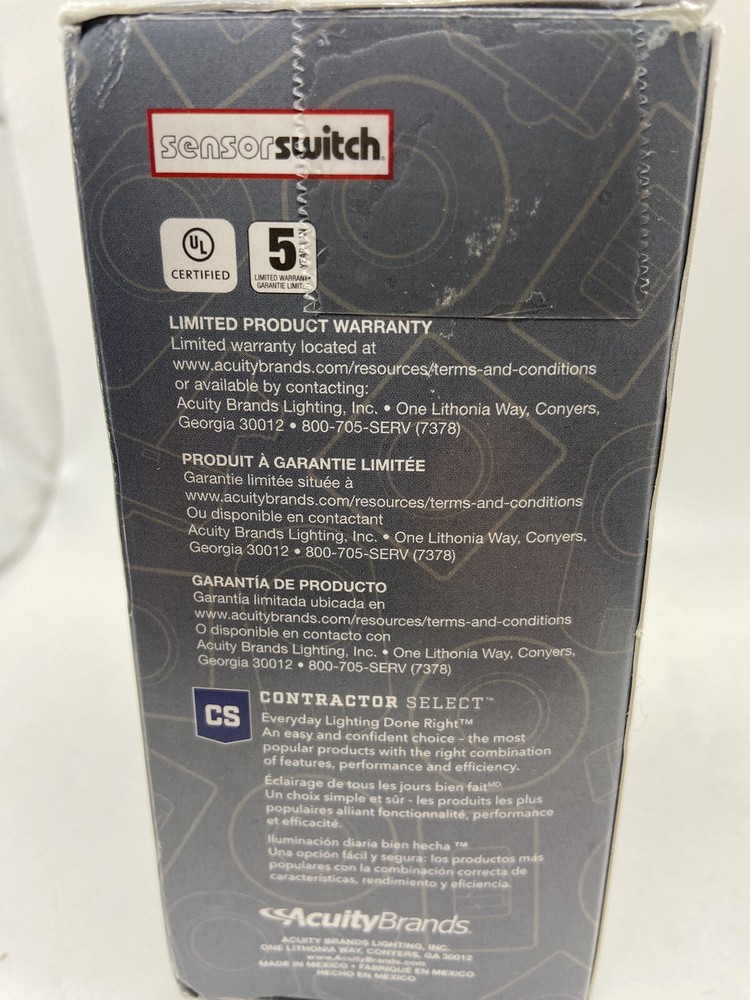 sensorswitch
UL
CERTIFIED
5
YEAR/AN
LIMITED WARRANTY
GARANTIE LIMITÉE
LIMITED PRODUCT WARRANTY
Limited warranty located at
www.acuitybrands.com/resources/terms-and-conditions
or available by contacting:
Acuity Brands Lighting, Inc. • One Lithonia Way, Conyers,
Georgia 30012 • 800-705-SERV (7378)
PRODUIT À GARANTIE LIMITÉE
Garantie limitée située à
www.acuitybrands.com/resources/terms-and-conditions
Ou disponible en contactant
Acuity Brands Lighting, Inc. • One Lithonia Way, Conyers,
Georgia 30012 • 800-705-SERV (7378)
GARANTÍA DE PRODUCTO
Garantía limitada ubicada en
www.acuitybrands.com/resources/terms-and-conditions
O disponible en contacto con
Acuity Brands Lighting, Inc. • One Lithonia Way, Conyers,
Georgia 30012 • 800-705-SERV (7378)
CS
CONTRACTOR SELECT™
Everyday Lighting Done Right™
An easy and confident choice - the most
popular products with the right combination
of features, performance and efficiency.
Éclairage de tous les jours bien fait MD
Un choix simple et sûr - les produits les plus
populaires alliant fonctionnalité, performance
et efficacité.
Iluminación diaria bien hecha ™
Una opción fácil y segura: los productos más
populares con la combinación correcta de
características, rendimiento y eficiencia.
AcuityBrands
ACUITY BRANDS LIGHTING, INC.
ONE LITHONIA WAY, CONYERS, GA 30012
www.AcuityBrands.com
MADE IN MEXICO • FABRIQUÉ EN MEXICO
HECHO EN MEXICO